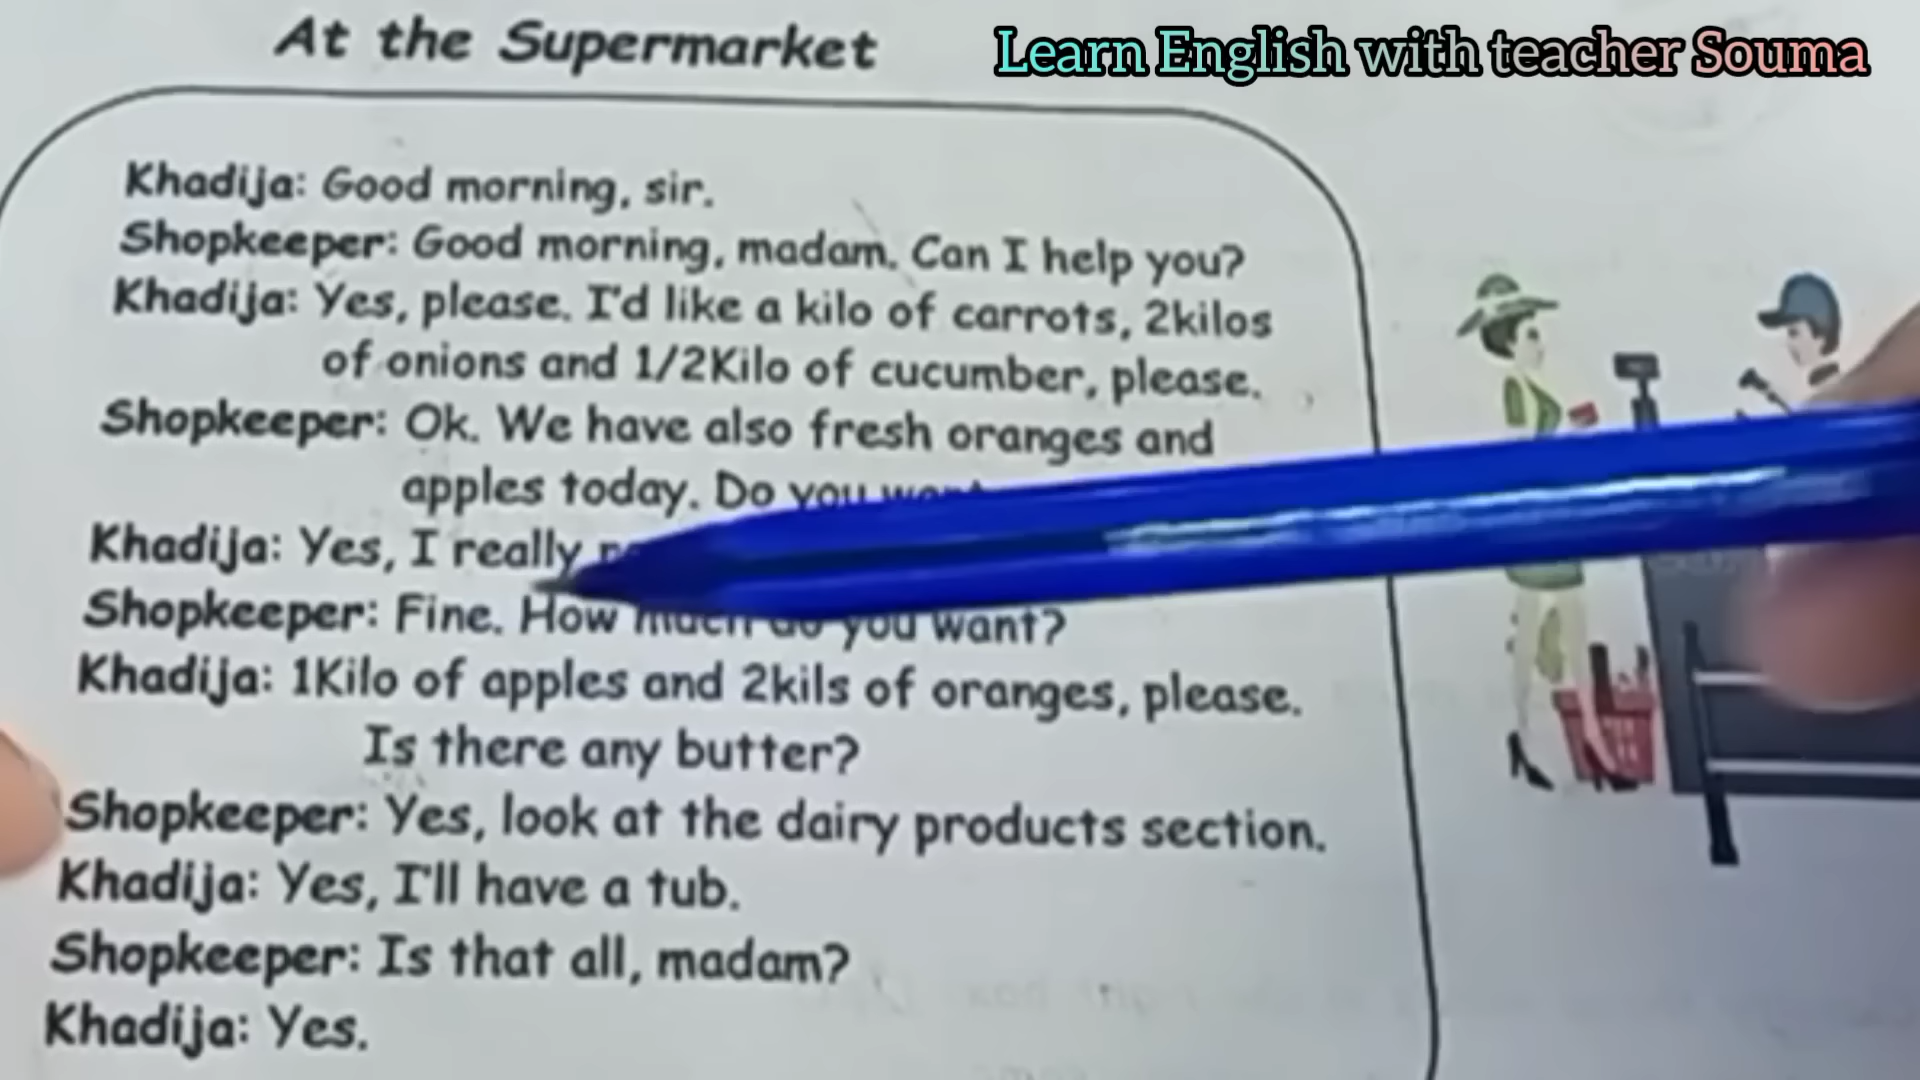 At the Supermarket
Learn English with teacher Souma
Khadija: Good morning, sir.
Shopkeeper: Good morning, madam. Can I help you?
Khadija: Yes, please. I'd like a kilo of carrots, 2kilos
of onions and 1/2Kilo of cucumber, please.
Shopkeeper: Ok. We have also fresh oranges and
apples today. Do you want
Khadija: Yes, I really
Shopkeeper: Fine. How much do you want?
Khadija: 1Kilo of apples and 2kils of oranges, please.
Is there any butter?
Shopkeeper: Yes, look at the dairy products section.
Khadija: Yes, I'll have a tub.
Shopkeeper: Is that all, madam?
Khadija: Yes.